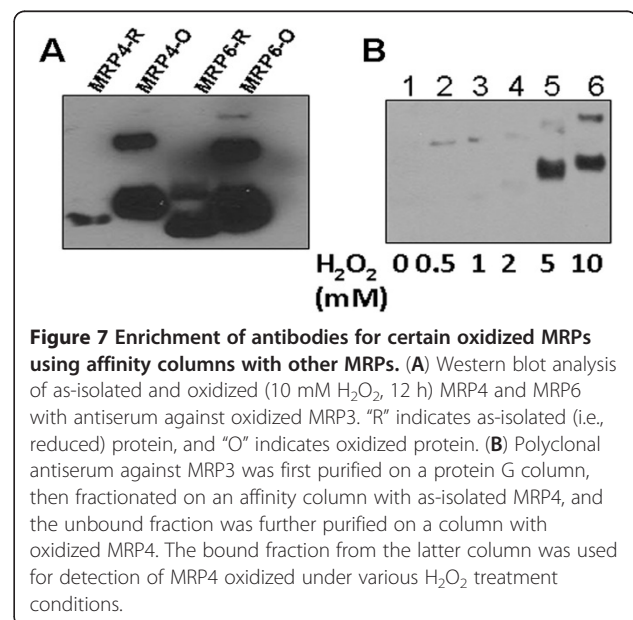 A
B
MRP4-R
MRP4-O
MRP6-R
MRP6-O
1 2 3 4 5 6
H₂O₂ 0 0.5 1 2 5 10
(mM)
Figure 7 Enrichment of antibodies for certain oxidized MRPs
using affinity columns with other MRPs. (A) Western blot analysis
of as-isolated and oxidized (10 mM H₂O₂, 12 h) MRP4 and MRP6
with antiserum against oxidized MRP3. “R” indicates as-isolated (i.e.,
reduced) protein, and “O” indicates oxidized protein. (B) Polyclonal
antiserum against MRP3 was first purified on a protein G column,
then fractionated on an affinity column with as-isolated MRP4, and
the unbound fraction was further purified on a column with
oxidized MRP4. The bound fraction from the latter column was used
for detection of MRP4 oxidized under various H₂O₂ treatment
conditions.